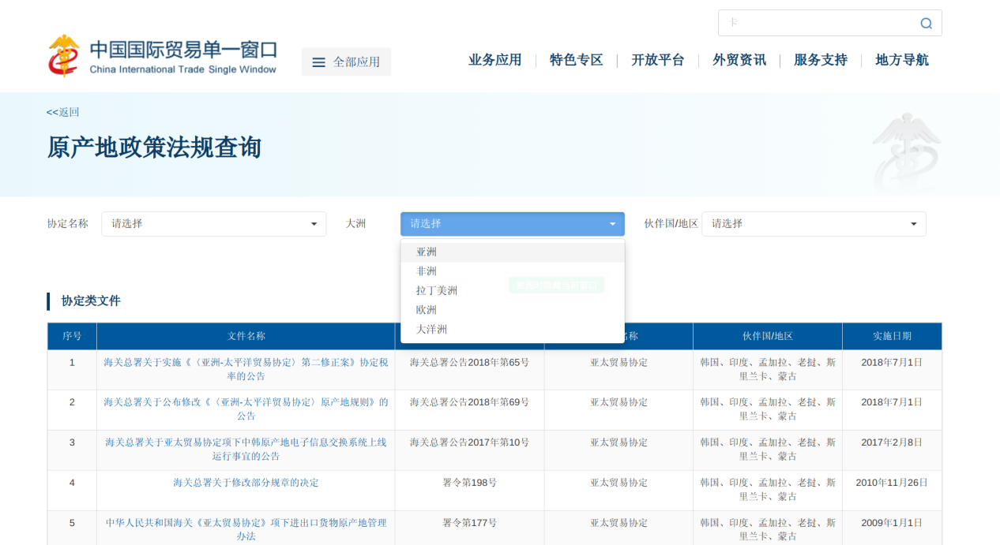 卡
中国国际贸易单一窗口
China International Trade Single Window
全部应用
业务应用 特色专区 开放平台 外贸资讯 服务支持 地方导航
<<返回
原产地政策法规查询
协定名称 请选择 大洲 请选择 伙伴国/地区 请选择
亚洲
非洲
拉丁美洲
欧洲
大洋洲
协定类文件
序号 文件名称 名称 伙伴国/地区 实施日期
1 海关总署关于实施《〈亚洲-太平洋贸易协定〉第二修正案》协定税 海关总署公告2018年第65号 亚太贸易协定 韩国、印度、孟加拉、老挝、斯 2018年7月1日
率的公告 里兰卡、蒙古
2 海关总署关于公布修改《〈亚洲-太平洋贸易协定〉原产地规则》的 海关总署公告2018年第69号 亚太贸易协定 韩国、印度、孟加拉、老挝、斯 2018年7月1日
公告 里兰卡、蒙古
3 海关总署关于亚太贸易协定项下中韩原产地电子信息交换系统上线 海关总署公告2017年第10号 亚太贸易协定 韩国、印度、孟加拉、老挝、斯 2017年2月8日
运行事宜的公告 里兰卡、蒙古
4 海关总署关于修改部分规章的决定 署令第198号 亚太贸易协定 韩国、印度、孟加拉、老挝、斯 2010年11月26日
里兰卡、蒙古
5 中华人民共和国海关《亚太贸易协定》项下进出口货物原产地管理 署令第177号 亚太贸易协定 韩国、印度、孟加拉、老挝、斯 2009年1月1日
办法 里兰卡、蒙古